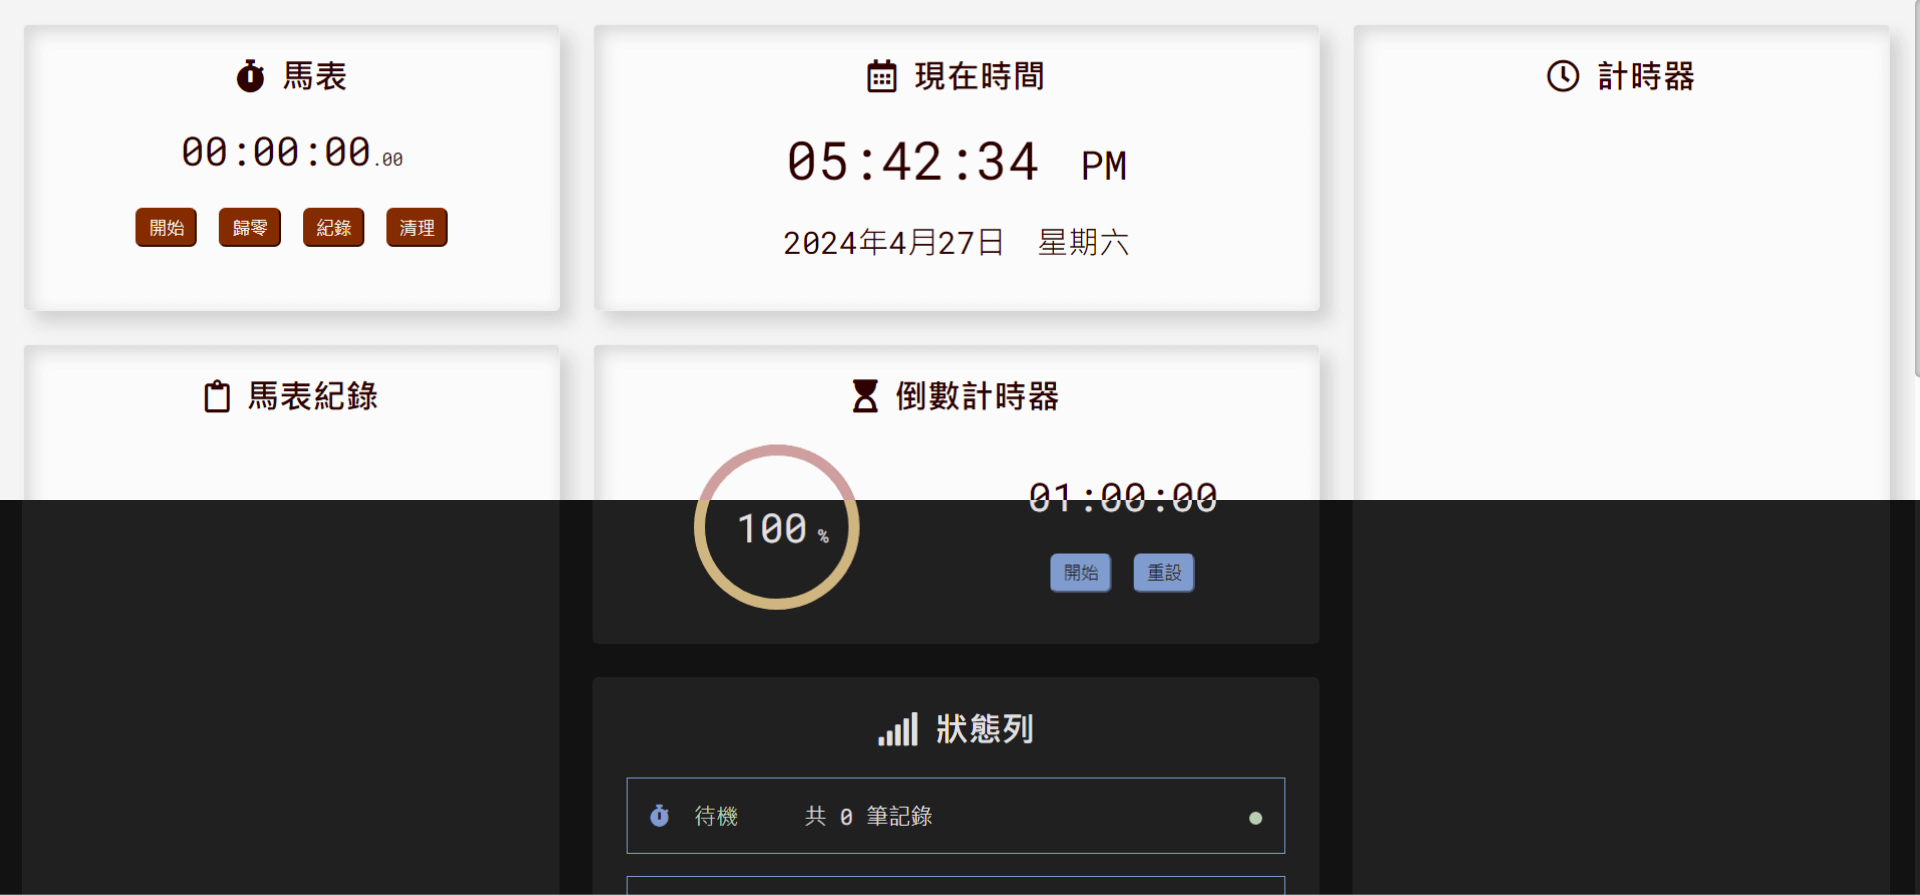 馬表
00:00:00.00
開始 歸零 紀錄 清理
現在時間
05:42:34 PM
2024年4月27日 星期六
計時器
馬表紀錄
倒數計時器
100 %
01:00:00
開始 重設
狀態列
待機 共 0 筆記錄